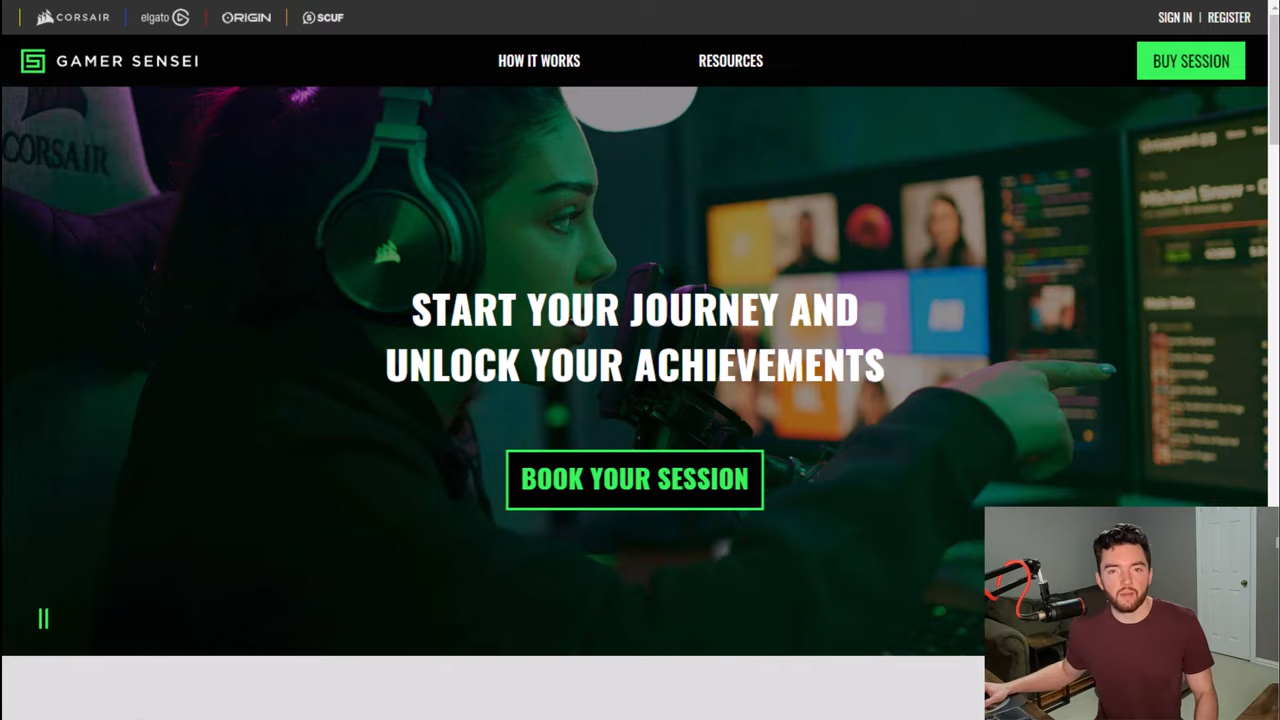 CORSAIR elgato ORIGIN SCUF SIGN IN | REGISTER
GAMER SENSEI HOW IT WORKS RESOURCES BUY SESSION
CORSAIR
START YOUR JOURNEY AND
UNLOCK YOUR ACHIEVEMENTS
BOOK YOUR SESSION